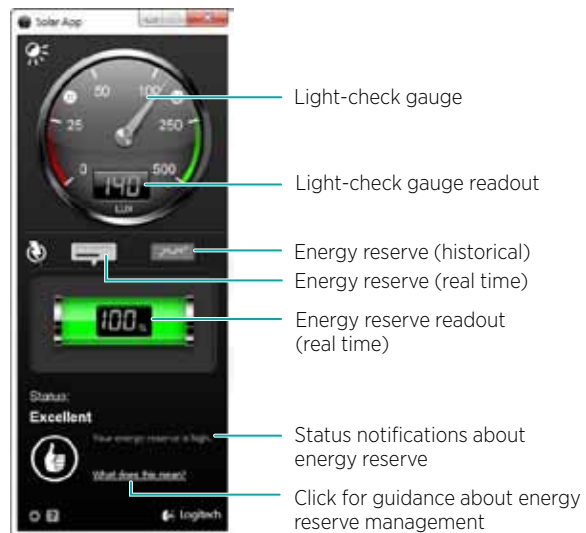 Solar App
50
100
25
250
0
500
140
LUX
100 %
Status:
Excellent
Your energy reserve is high.
What does this mean?
Logitech
Light-check gauge
Light-check gauge readout
Energy reserve (historical)
Energy reserve (real time)
Energy reserve readout
(real time)
Status notifications about
energy reserve
Click for guidance about energy
reserve management